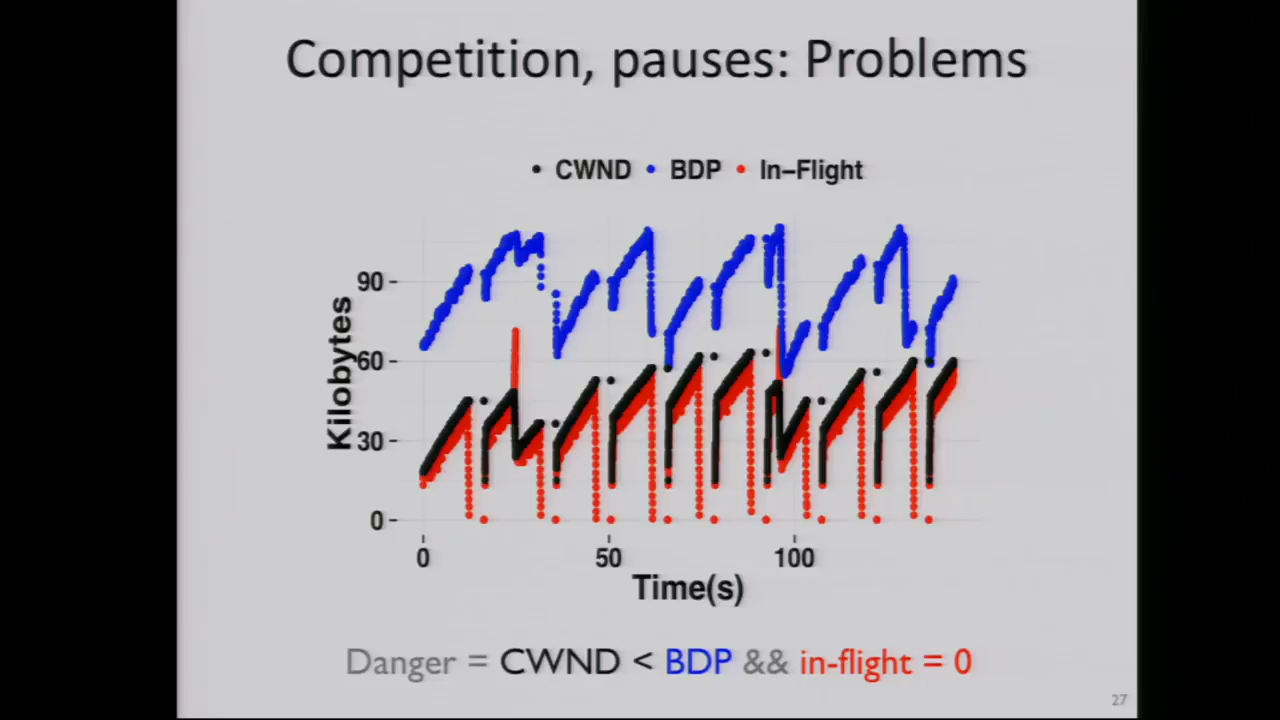 Competition, pauses: Problems
• CWND • BDP • In-Flight
90
60
30
0
Kilobytes
0 50 100
Time(s)
Danger = CWND < BDP && in-flight = 0
27